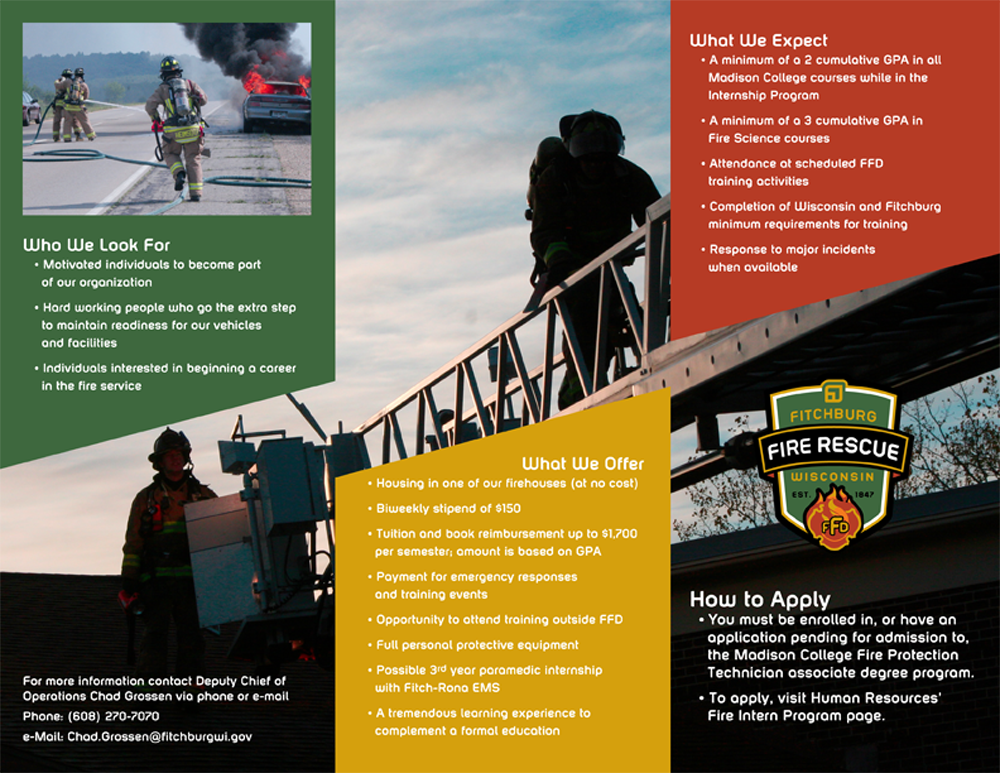 Who We Look For
• Motivated individuals to become part
of our organization
• Hard working people who go the extra step
to maintain readiness for our vehicles
and facilities
• Individuals interested in beginning a career
in the fire service
For more information contact Deputy Chief of
Operations Chad Grossen via phone or e-mail
Phone: (608) 270-7070
e-Mail: Chad.Grossen@fitchburgwi.gov
What We Offer
• Housing in one of our firehouses (at no cost)
• Biweekly stipend of $150
• Tuition and book reimbursement up to $1,700
per semester; amount is based on GPA
• Payment for emergency responses
and training events
• Opportunity to attend training outside FFD
• Full personal protective equipment
• Possible 3rd year paramedic internship
with Fitch-Rona EMS
• A tremendous learning experience to
complement a formal education
What We Expect
• A minimum of a 2 cumulative GPA in all
Madison College courses while in the
Internship Program
• A minimum of a 3 cumulative GPA in
Fire Science courses
• Attendance at scheduled FFD
training activities
• Completion of Wisconsin and Fitchburg
minimum requirements for training
• Response to major incidents
when available
FITCHBURG
FIRE RESCUE
WISCONSIN
EST. 1847
FFD
How to Apply
• You must be enrolled in, or have an
application pending for admission to,
the Madison College Fire Protection
Technician associate degree program.
• To apply, visit Human Resources'
Fire Intern Program page.